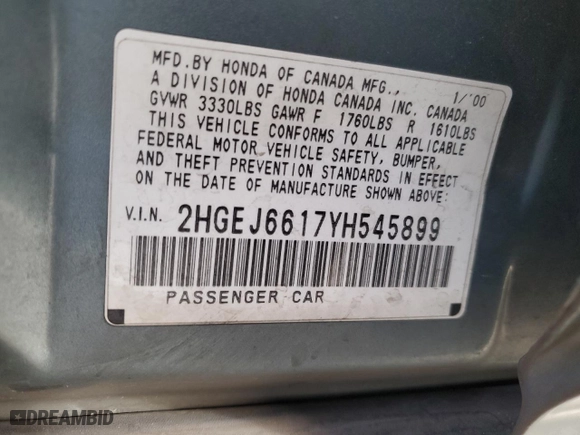 MFD.BY HONDA OF CANADA MFG., 1/'00
A DIVISION OF HONDA CANADA INC. CANADA
GVWR 3330LBS GAWR F 1760LBS R 1610LBS
THIS VEHICLE CONFORMS TO ALL APPLICABLE
FEDERAL MOTOR VEHICLE SAFETY, BUMPER,
AND THEFT PREVENTION STANDARDS IN EFFECT
ON THE DATE OF MANUFACTURE SHOWN ABOVE:
V.I.N. 2HGEJ6617YH545899
PASSENGER CAR
DREAMBID